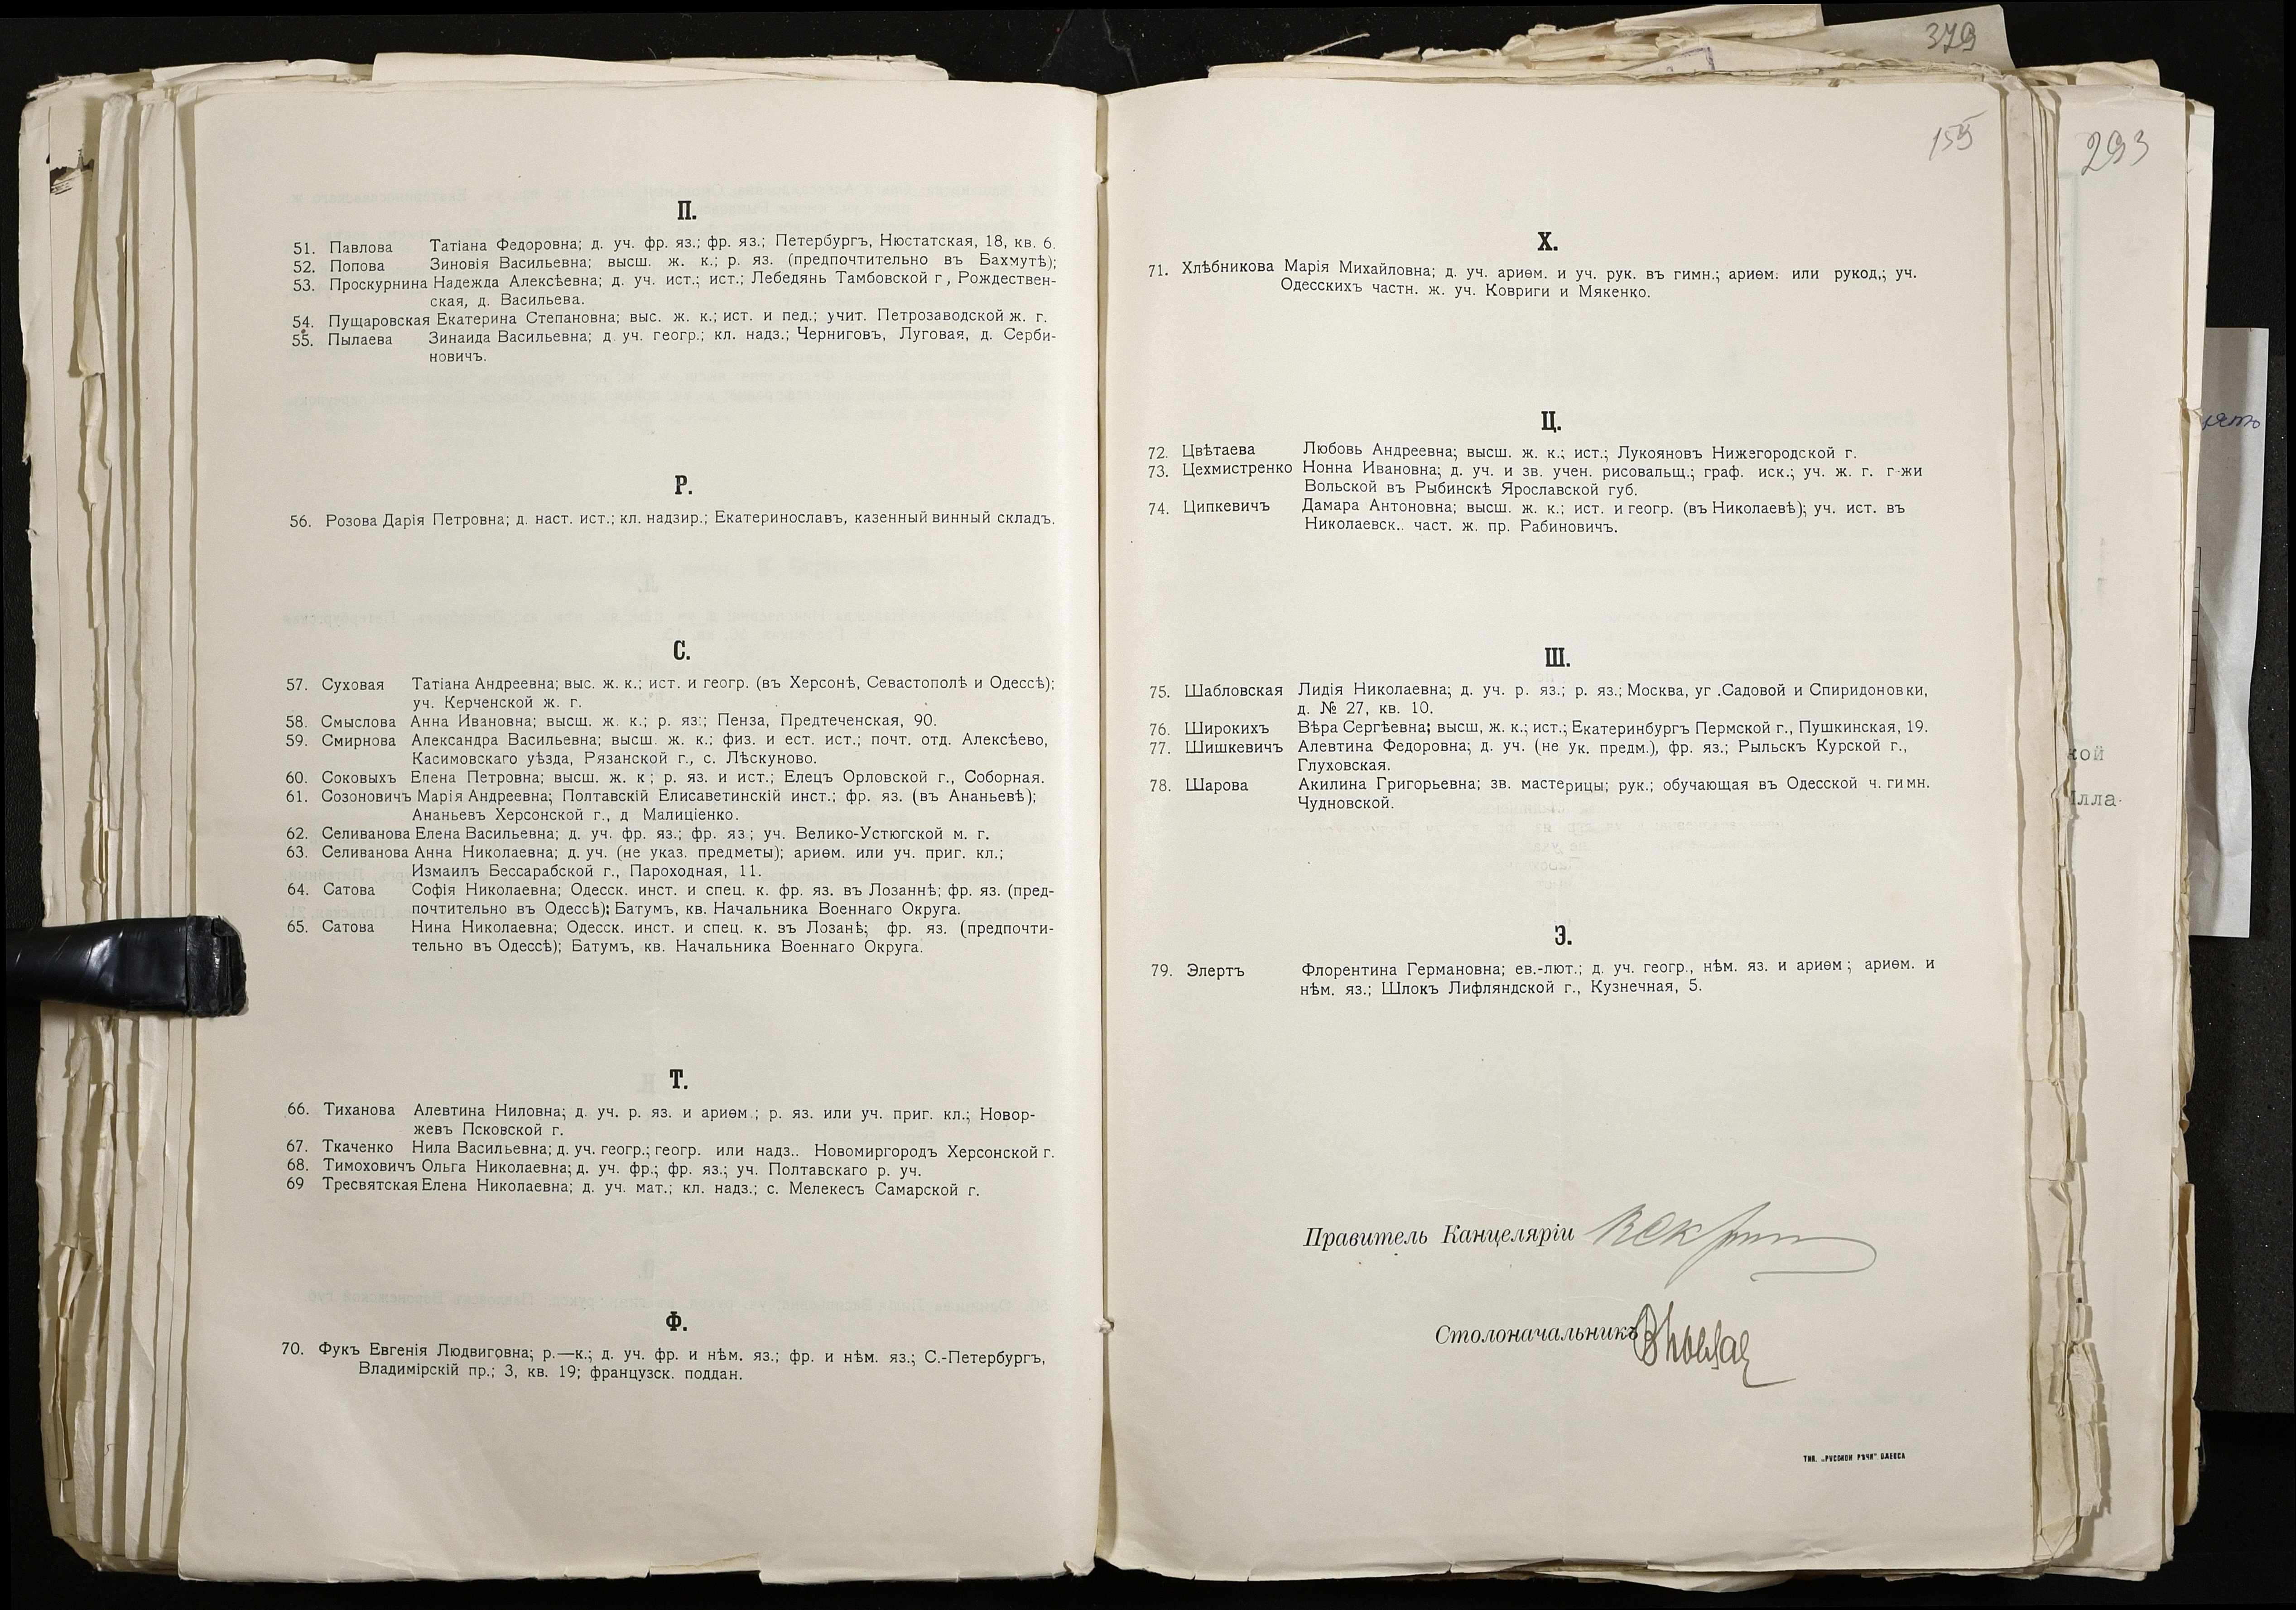 П.
51. Павлова Татіана Федоровна; д. уч. фр. яз.; фр. яз.; Петербургъ, Нюстатская, 18, кв. 6.
52. Попова Зиновія Васильевна; высш. ж. к.; р. яз. (предпочтительно въ Бахмутѣ);
53. Проскурнина Надежда Алексѣевна; д. уч. ист.; ист.; Лебедянь Тамбовской г, Рождествен-
ская, д. Васильева.
54. Пущаровская Екатерина Степановна; выс. ж. к.; ист. и пед.; учит. Петрозаводской ж. г.
55. Пылаева Зинаида Васильевна; д. уч. геогр.; кл. надз.; Черниговъ, Луговая, д. Серби-
новичъ.
Р.
56. Розова Дарія Петровна; д. наст. ист.; кл. надзир.; Екатеринославъ, казенный винный складъ.
С.
57. Суховая Татіана Андреевна; выс. ж. к.; ист. и геогр. (въ Херсонѣ, Севастополѣ и Одессѣ);
уч. Керченской ж. г.
58. Смыслова Анна Ивановна; высш. ж. к.; р. яз.; Пенза, Предтеченская, 90.
59. Смирнова Александра Васильевна; высш. ж. к.; физ. и ест. ист.; почт. отд. Алексѣево,
Касимовскаго уѣзда, Рязанской г., с. Лѣскуново.
60. Соковыхъ Елена Петровна; высш. ж. к; р. яз. и ист.; Елецъ Орловской г., Соборная.
61. Созоновичъ Марія Андреевна; Полтавскій Елисаветинскій инст.; фр. яз. (въ Ананьевѣ);
Ананьевъ Херсонской г., д Малиціенко.
62. Селиванова Елена Васильевна; д. уч. фр. яз.; фр. яз; уч. Велико-Устюгской м. г.
63. Селиванова Анна Николаевна; д. уч. (не указ. предметы); ариѳм. или уч. приг. кл.;
Измаилъ Бессарабской г., Пароходная, 11.
64. Сатова Софія Николаевна; Одесск. инст. и спец. к. фр. яз. въ Лозаннѣ; фр. яз. (пред-
почтительно въ Одессѣ); Батумъ, кв. Начальника Военнаго Округа.
65. Сатова Нина Николаевна; Одесск. инст. и спец. к. въ Лозанѣ; фр. яз. (предпочти-
тельно въ Одессѣ); Батумъ, кв. Начальника Военнаго Округа.
Т.
66. Тиханова Алевтина Ниловна; д. уч. р. яз. и ариѳм.; р. яз. или уч. приг. кл.; Новор-
жевъ Псковской г.
67. Ткаченко Нила Васильевна; д. уч. геогр.; геогр. или надз.. Новомиргородъ Херсонской г.
68. Тимоховичъ Ольга Николаевна; д. уч. фр.; фр. яз.; уч. Полтавскаго р. уч.
69 Тресвятская Елена Николаевна; д. уч. мат.; кл. надз.; с. Мелекесъ Самарской г.
Ф.
70. Фукъ Евгенія Людвиговна; р.—к.; д. уч. фр. и нѣм. яз.; фр. и нѣм. яз.; С.-Петербургъ,
Владимірскій пр.; 3, кв. 19; французск. поддан.
379
155
293
Х.
71. Хлѣбникова Марія Михайловна; д. уч. ариѳм. и уч. рук. въ гимн.; ариѳм. или рукод,; уч.
Одесскихъ частн. ж. уч. Ковриги и Мякенко.
Ц.
72. Цвѣтаева Любовь Андреевна; высш. ж. к.; ист.; Лукояновъ Нижегородской г.
73. Цехмистренко Нонна Ивановна; д. уч. и зв. учен. рисовальщ.; граф. иск.; уч. ж. г. г-жи
Вольской въ Рыбинскѣ Ярославской губ.
74. Ципкевичъ Дамара Антоновна; высш. ж. к.; ист. и геогр. (въ Николаевѣ); уч. ист. въ
Николаевск.. част. ж. пр. Рабиновичъ.
Ш.
75. Шабловская Лидія Николаевна; д. уч. р. яз.; р. яз.; Москва, уг .Садовой и Спиридоновки,
д. № 27, кв. 10.
76. Широкихъ Вѣра Сергѣевна; высш, ж. к.; ист.; Екатеринбургъ Пермской г., Пушкинская, 19.
77. Шишкевичъ Алевтина Федоровна; д. уч. (не ук. предм.), фр. яз.; Рыльскъ Курской г.,
Глуховская.
78. Шарова Акилина Григорьевна; зв. мастерицы; рук.; обучающая въ Одесской ч. гимн.
Чудновской.
Э.
79. Элертъ Флорентина Германовна; ев.-лют.; д. уч. геогр., нѣм. яз. и ариѳм; ариѳм. и
нѣм. яз.; Шлокъ Лифляндской г., Кузнечная, 5.
Правитель Канцеляріи
Столоначальникъ
ТИП. „РУССКОЙ РѢЧИ“ ОДЕССА